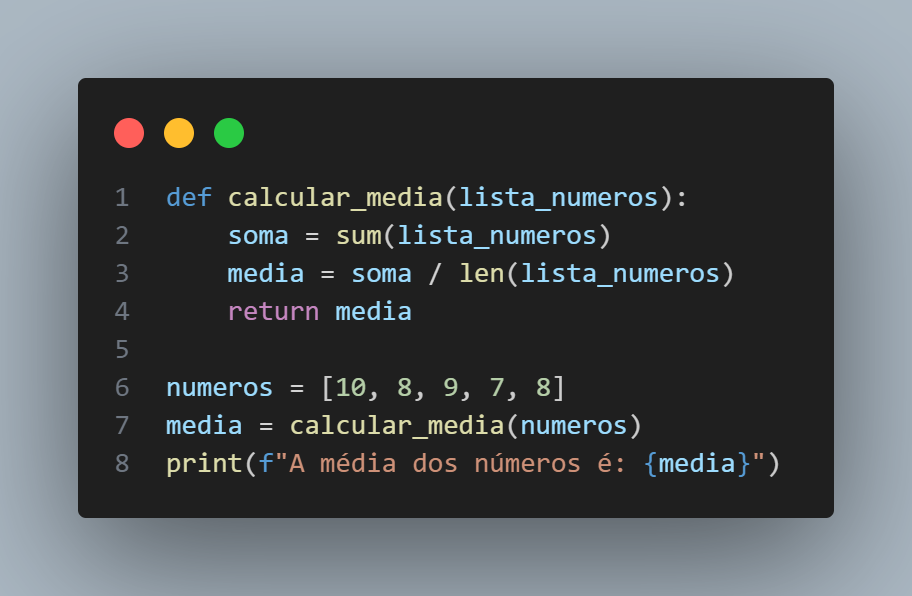 1 def calcular_media(lista_numeros):
2     soma = sum(lista_numeros)
3     media = soma / len(lista_numeros)
4     return media
5
6 numeros = [10, 8, 9, 7, 8]
7 media = calcular_media(numeros)
8 print(f"A média dos números é: {media}")